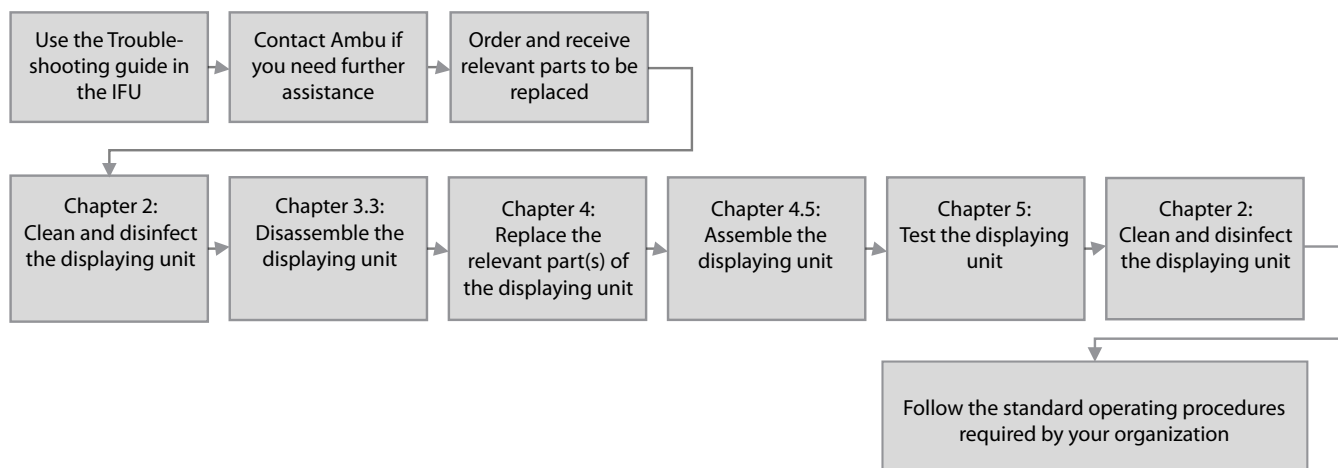 Use the Trouble-
shooting guide in
the IFU
Contact Ambu if
you need further
assistance
Order and receive
relevant parts to be
replaced
Chapter 2:
Clean and disinfect
the displaying unit
Chapter 3.3:
Disassemble the
displaying unit
Chapter 4:
Replace the
relevant part(s) of
the displaying unit
Chapter 4.5:
Assemble the
displaying unit
Chapter 5:
Test the displaying
unit
Chapter 2:
Clean and disinfect
the displaying unit
Follow the standard operating procedures
required by your organization